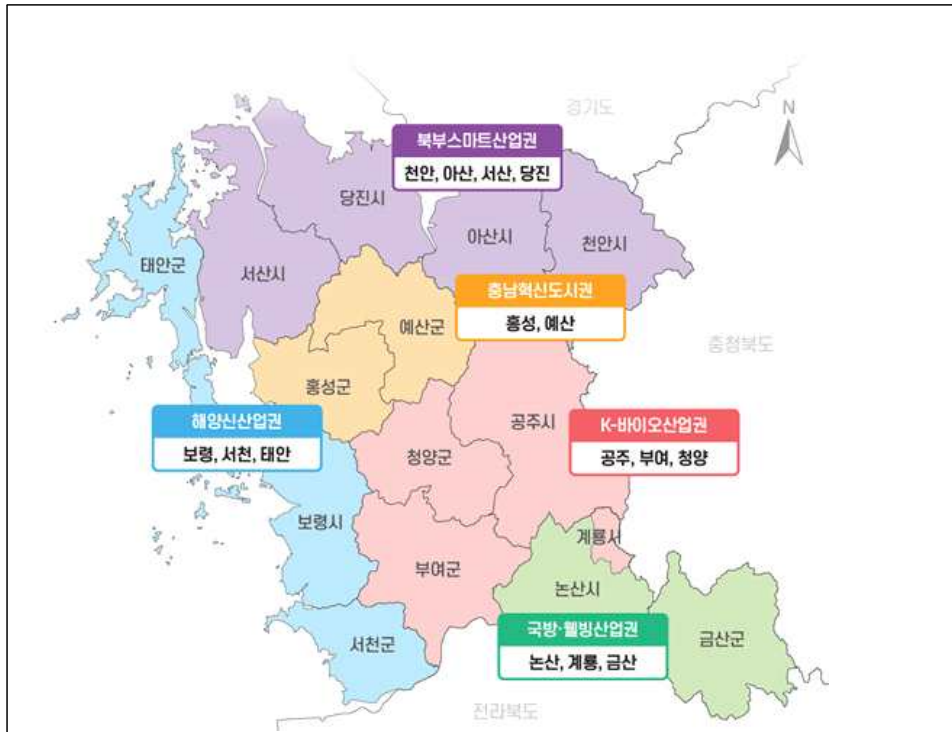 경기도
N
북부스마트산업권
천안, 아산, 서산, 당진
당진시
아산시
천안시
태안군
서산시
충남혁신도시권
홍성, 예산
예산군
충청북도
홍성군
해양신산업권
보령, 서천, 태안
공주시
K-바이오산업권
공주, 부여, 청양
청양군
보령시
계룡시
부여군
논산시
국방·웰빙산업권
논산, 계룡, 금산
서천군
금산군
전라북도